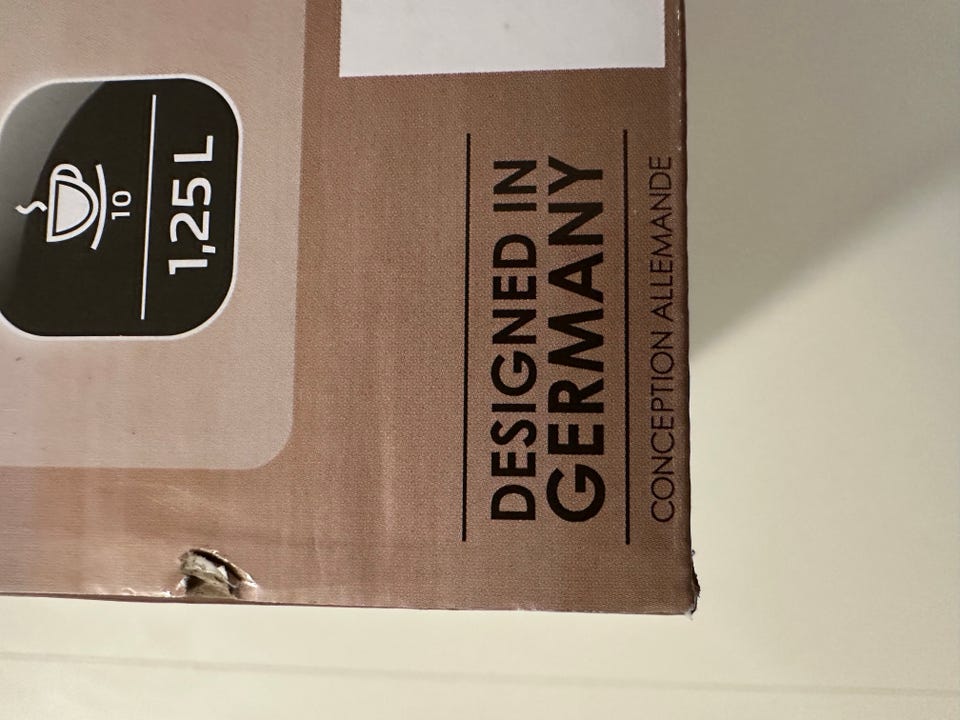 10
1,25 L
DESIGNED IN
GERMANY
CONCEPTION ALLEMANDE